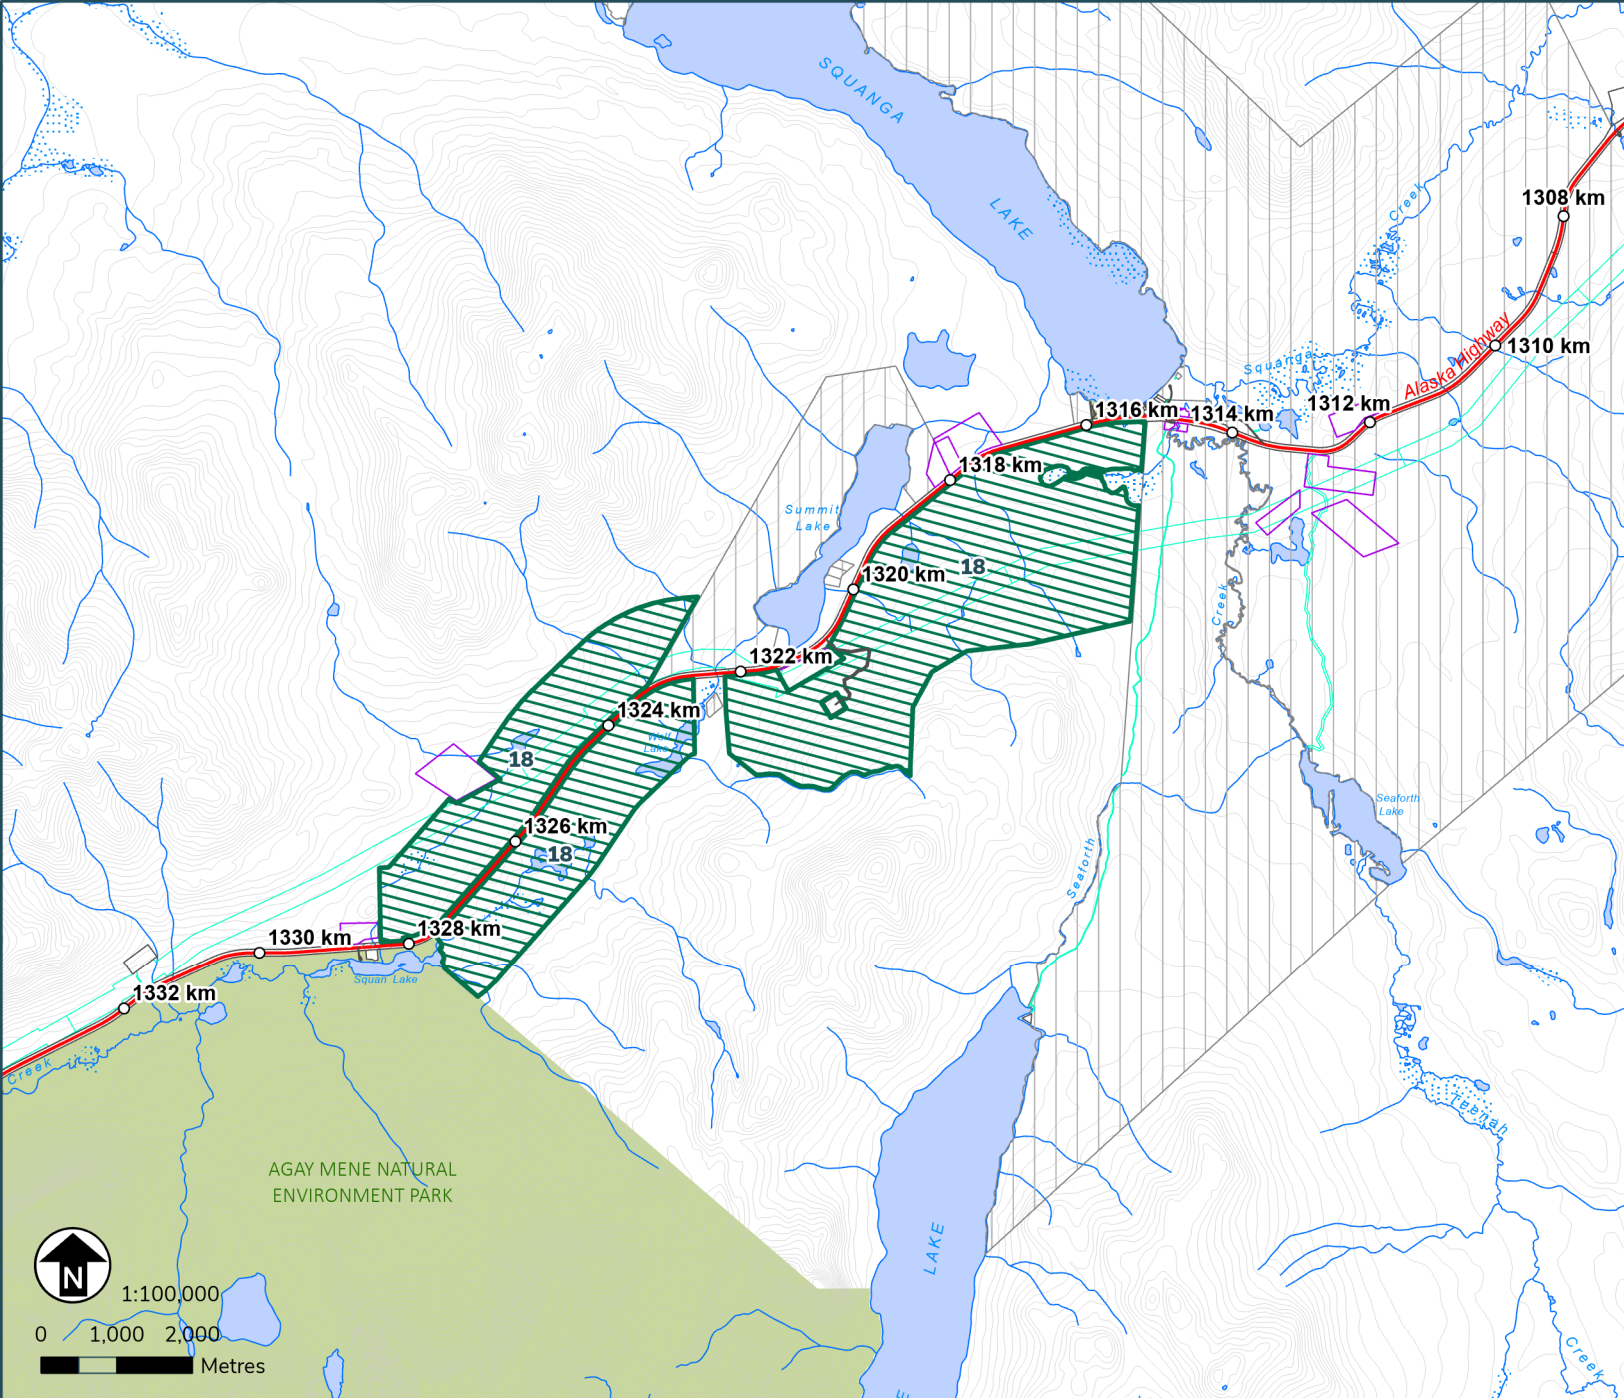 SQUANGA
LAKE
Creek
1308 km
Alaska Highway
1310 km
Squanga
1312 km
1314 km
1316 km
1318 km
Summit
Lake
18
1320 km
Creek
1322 km
1324 km
Wolf
Lake
18
Seaforth
Lake
1326 km
18
Seaforth
1328 km
1330 km
Squan Lake
1332 km
Creek
Teenah
AGAY MENE NATURAL
ENVIRONMENT PARK
LAKE
N
1:100,000
0 1,000 2,000
Metres
Creek